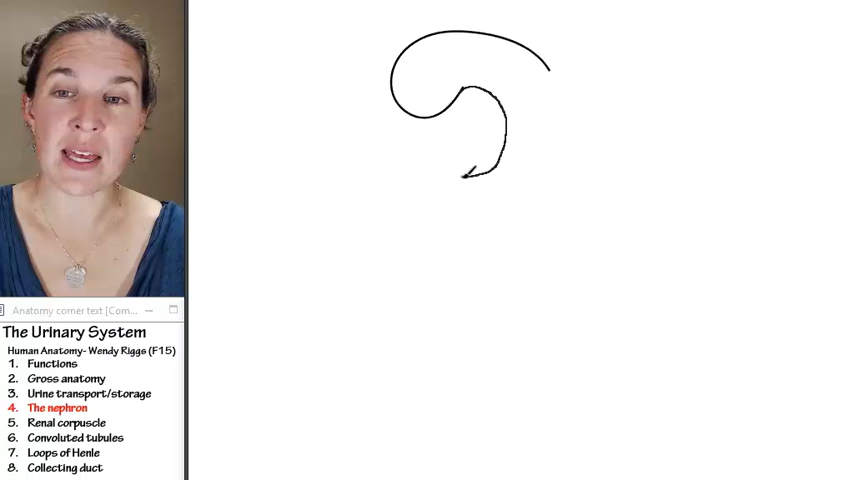 Anatomy corner text [Com...
The Urinary System
Human Anatomy- Wendy Riggs (F15)
1. Functions
2. Gross anatomy
3. Urine transport/storage
4. The nephron
5. Renal corpuscle
6. Convoluted tubules
7. Loops of Henle
8. Collecting duct